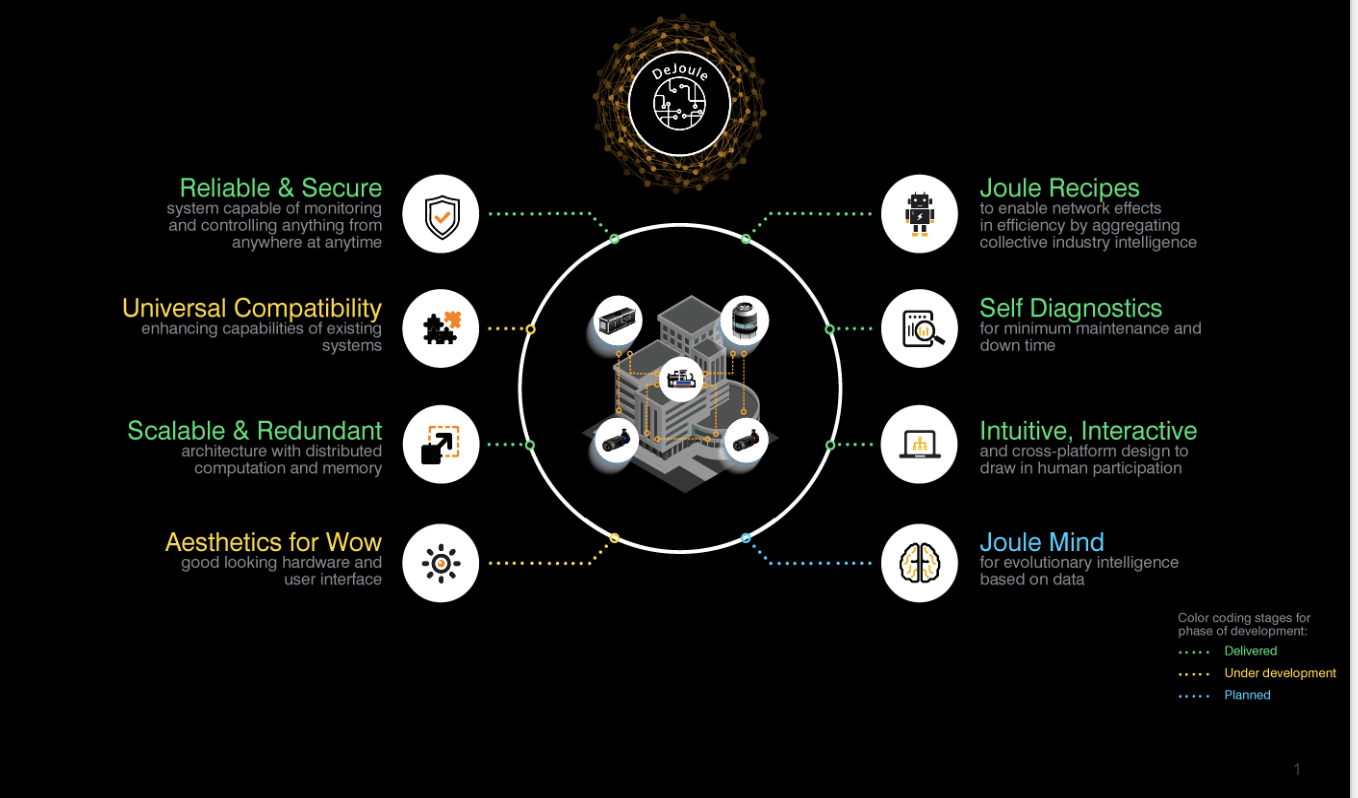 DeJoule
Reliable & Secure
system capable of monitoring
and controlling anything from
anywhere at anytime
Universal Compatibility
enhancing capabilities of existing
systems
Scalable & Redundant
architecture with distributed
computation and memory
Aesthetics for Wow
good looking hardware and
user interface
Joule Recipes
to enable network effects
in efficiency by aggregating
collective industry intelligence
Self Diagnostics
for minimum maintenance and
down time
Intuitive, Interactive
and cross-platform design to
draw in human participation
Joule Mind
for evolutionary intelligence
based on data
Color coding stages for
phase of development:
Delivered
Under development
Planned
1